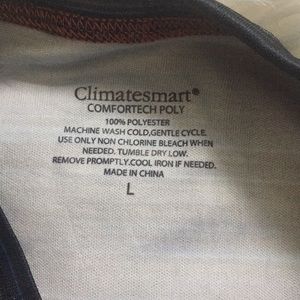 Climatesmart®
COMFORTECH POLY
100% POLYESTER
MACHINE WASH COLD,GENTLE CYCLE.
USE ONLY NON CHLORINE BLEACH WHEN
NEEDED. TUMBLE DRY LOW.
REMOVE PROMPTLY.COOL IRON IF NEEDED.
MADE IN CHINA
L